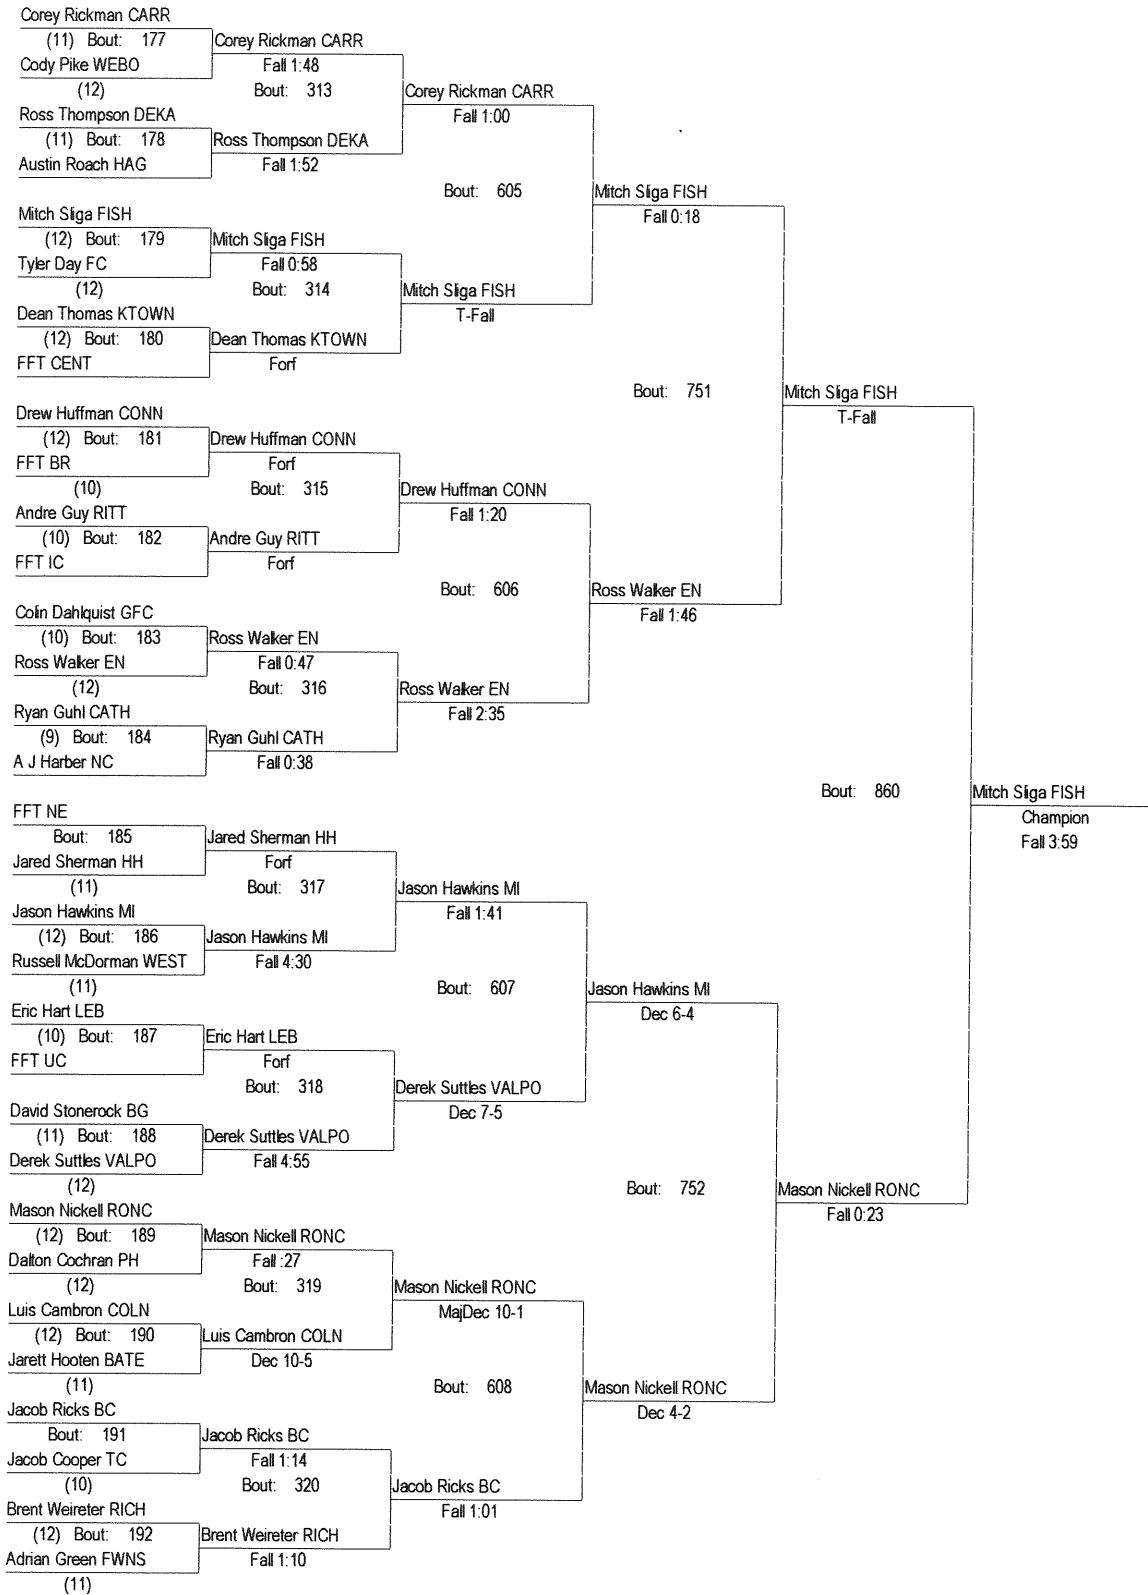 Corey Rickman CARR
(11) Bout: 177
Cody Pike WEBO
(12)
Corey Rickman CARR
Fall 1:48
Bout: 313
Ross Thompson DEKA
(11) Bout: 178
Austin Roach HAG
Ross Thompson DEKA
Fall 1:52
Corey Rickman CARR
Fall 1:00
Bout: 605
Mitch Sliga FISH
(12) Bout: 179
Tyler Day FC
(12)
Mitch Sliga FISH
Fall 0:58
Bout: 314
Dean Thomas KTOWN
(12) Bout: 180
FFT CENT
Dean Thomas KTOWN
Forf
Mitch Sliga FISH
T-Fall
Mitch Sliga FISH
Fall 0:18
Bout: 751
Drew Huffman CONN
(12) Bout: 181
FFT BR
(10)
Drew Huffman CONN
Forf
Bout: 315
Andre Guy RITT
(10) Bout: 182
FFT IC
Andre Guy RITT
Forf
Drew Huffman CONN
Fall 1:20
Bout: 606
Colin Dahlquist GFC
(10) Bout: 183
Ross Walker EN
(12)
Ross Walker EN
Fall 0:47
Bout: 316
Ryan Guhl CATH
(9) Bout: 184
A J Harber NC
Ryan Guhl CATH
Fall 0:38
Ross Walker EN
Fall 2:35
Ross Walker EN
Fall 1:46
Mitch Sliga FISH
T-Fall
Bout: 860
Mitch Sliga FISH
Champion
Fall 3:59
FFT NE
Bout: 185
Jared Sherman HH
(11)
Jared Sherman HH
Forf
Bout: 317
Jason Hawkins MI
(12) Bout: 186
Russell McDorman WEST
(11)
Jason Hawkins MI
Fall 4:30
Jason Hawkins MI
Fall 1:41
Bout: 607
Eric Hart LEB
(10) Bout: 187
FFT UC
Eric Hart LEB
Forf
Bout: 318
David Stonerock BG
(11) Bout: 188
Derek Suttles VALPO
(12)
Derek Suttles VALPO
Fall 4:55
Derek Suttles VALPO
Dec 7-5
Jason Hawkins MI
Dec 6-4
Bout: 752
Mason Nickell RONC
(12) Bout: 189
Dalton Cochran PH
(12)
Mason Nickell RONC
Fall :27
Bout: 319
Luis Cambron COLN
(12) Bout: 190
Jarett Hooten BATE
(11)
Luis Cambron COLN
Dec 10-5
Mason Nickell RONC
MajDec 10-1
Bout: 608
Jacob Ricks BC
Bout: 191
Jacob Cooper TC
(10)
Jacob Ricks BC
Fall 1:14
Bout: 320
Brent Weireter RICH
(12) Bout: 192
Adrian Green FWNS
(11)
Brent Weireter RICH
Fall 1:10
Jacob Ricks BC
Fall 1:01
Mason Nickell RONC
Dec 4-2
Mason Nickell RONC
Fall 0:23